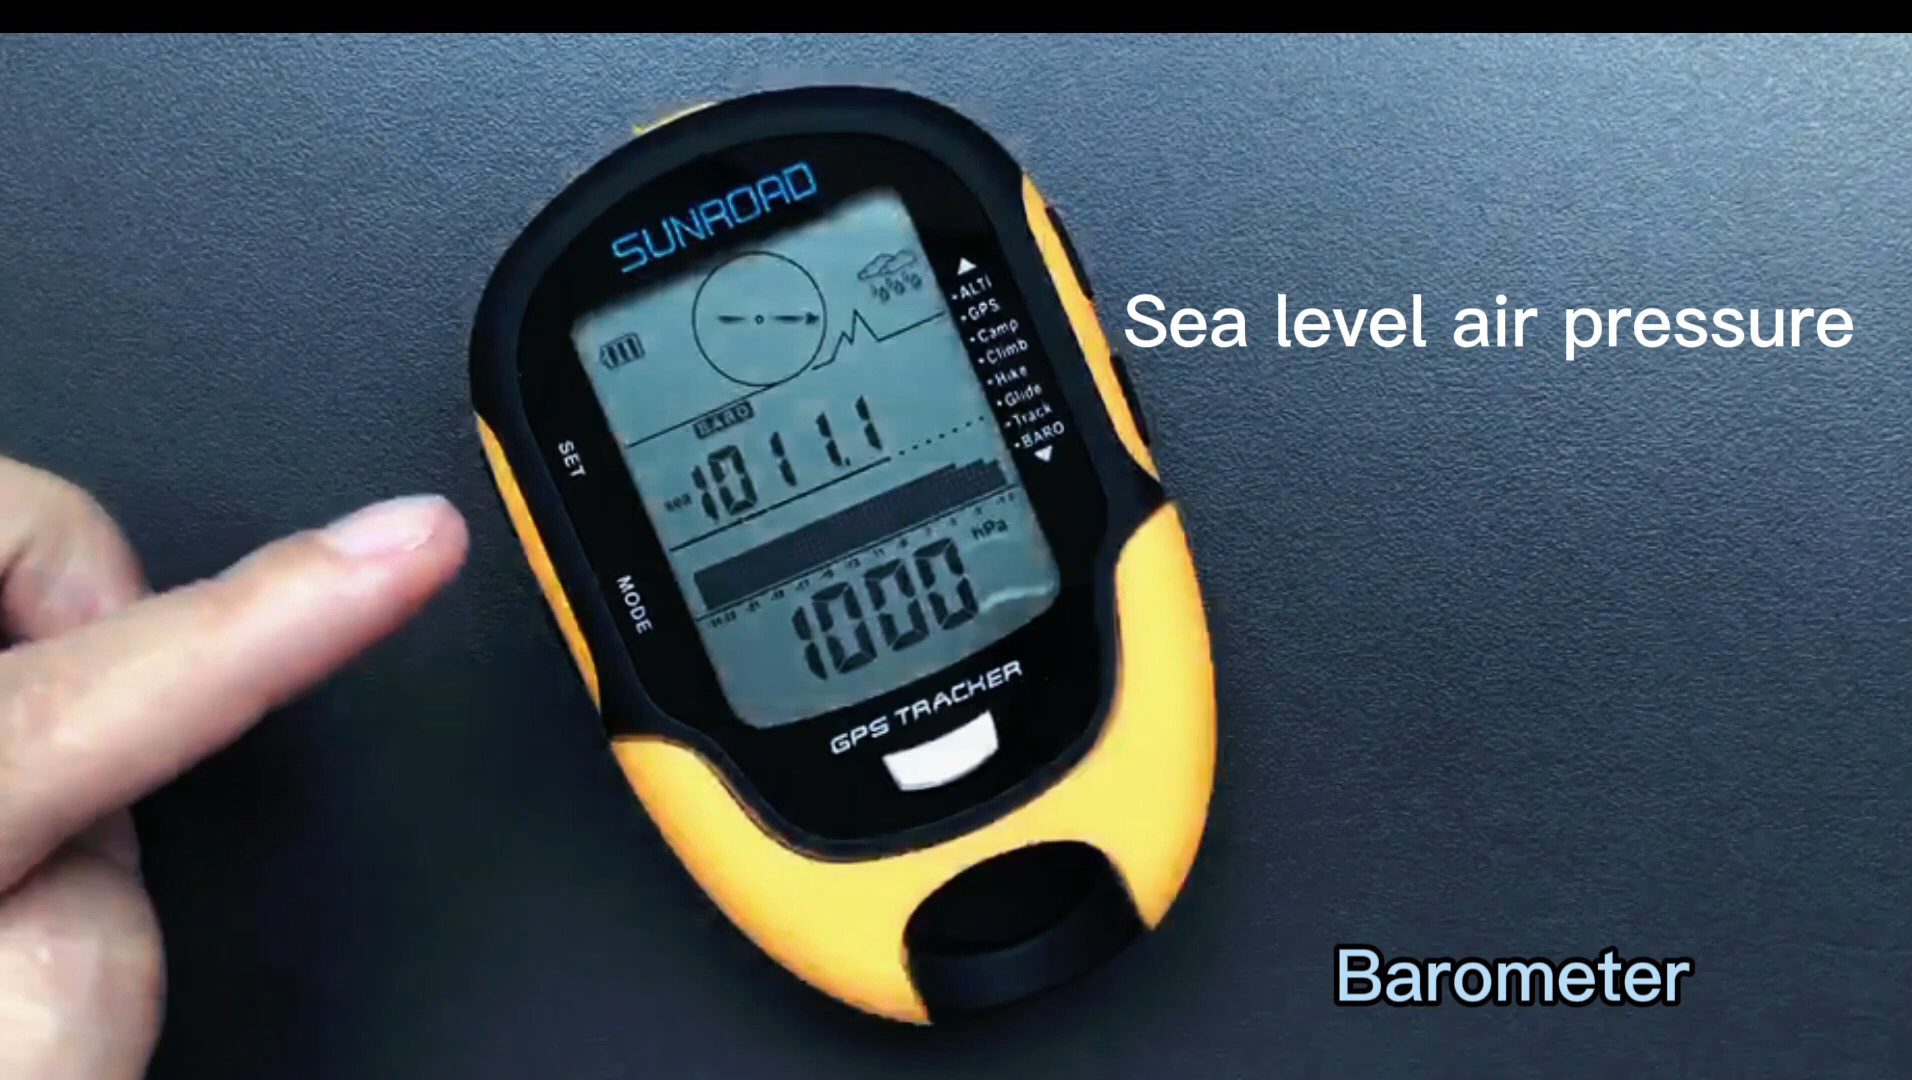 SUNROAD
ALTI
GPS
Camp
Climb
Hike
Glide
Track
BARO
Sea level air pressure
BARO
sea 1011.1
SET
hPa
1000
MODE
GPS TRACKER
Barometer